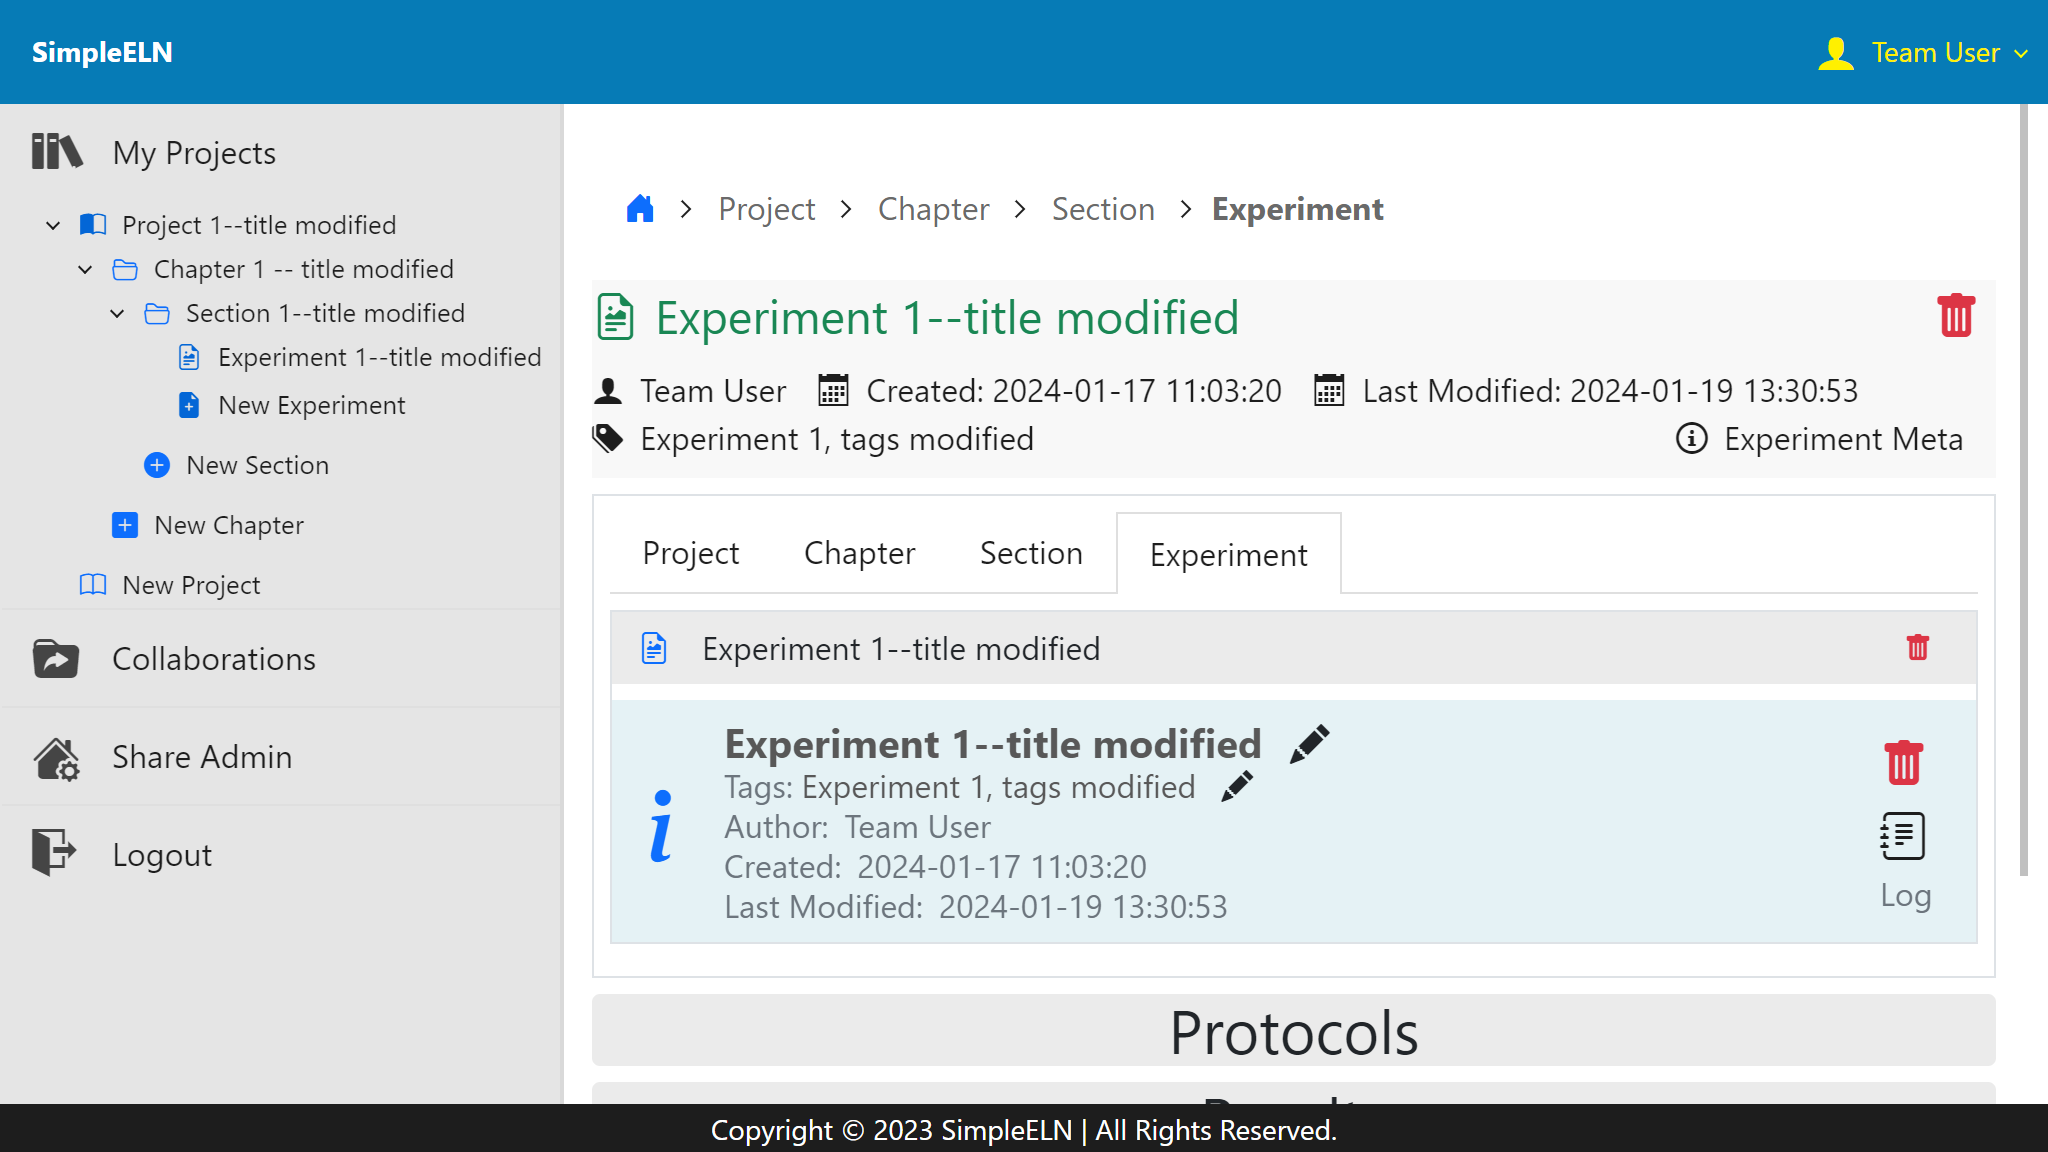 SimpleELN
Team User
My Projects
Project 1--title modified
Chapter 1 -- title modified
Section 1--title modified
Experiment 1--title modified
New Experiment
New Section
New Chapter
New Project
Collaborations
Share Admin
Logout
Project Chapter Section Experiment
Experiment 1--title modified
Team User Created: 2024-01-17 11:03:20 Last Modified: 2024-01-19 13:30:53
Experiment 1, tags modified Experiment Meta
Project Chapter Section Experiment
Experiment 1--title modified
Experiment 1--title modified
Tags: Experiment 1, tags modified
Author: Team User
Created: 2024-01-17 11:03:20
Last Modified: 2024-01-19 13:30:53
Log
Protocols
Copyright © 2023 SimpleELN | All Rights Reserved.